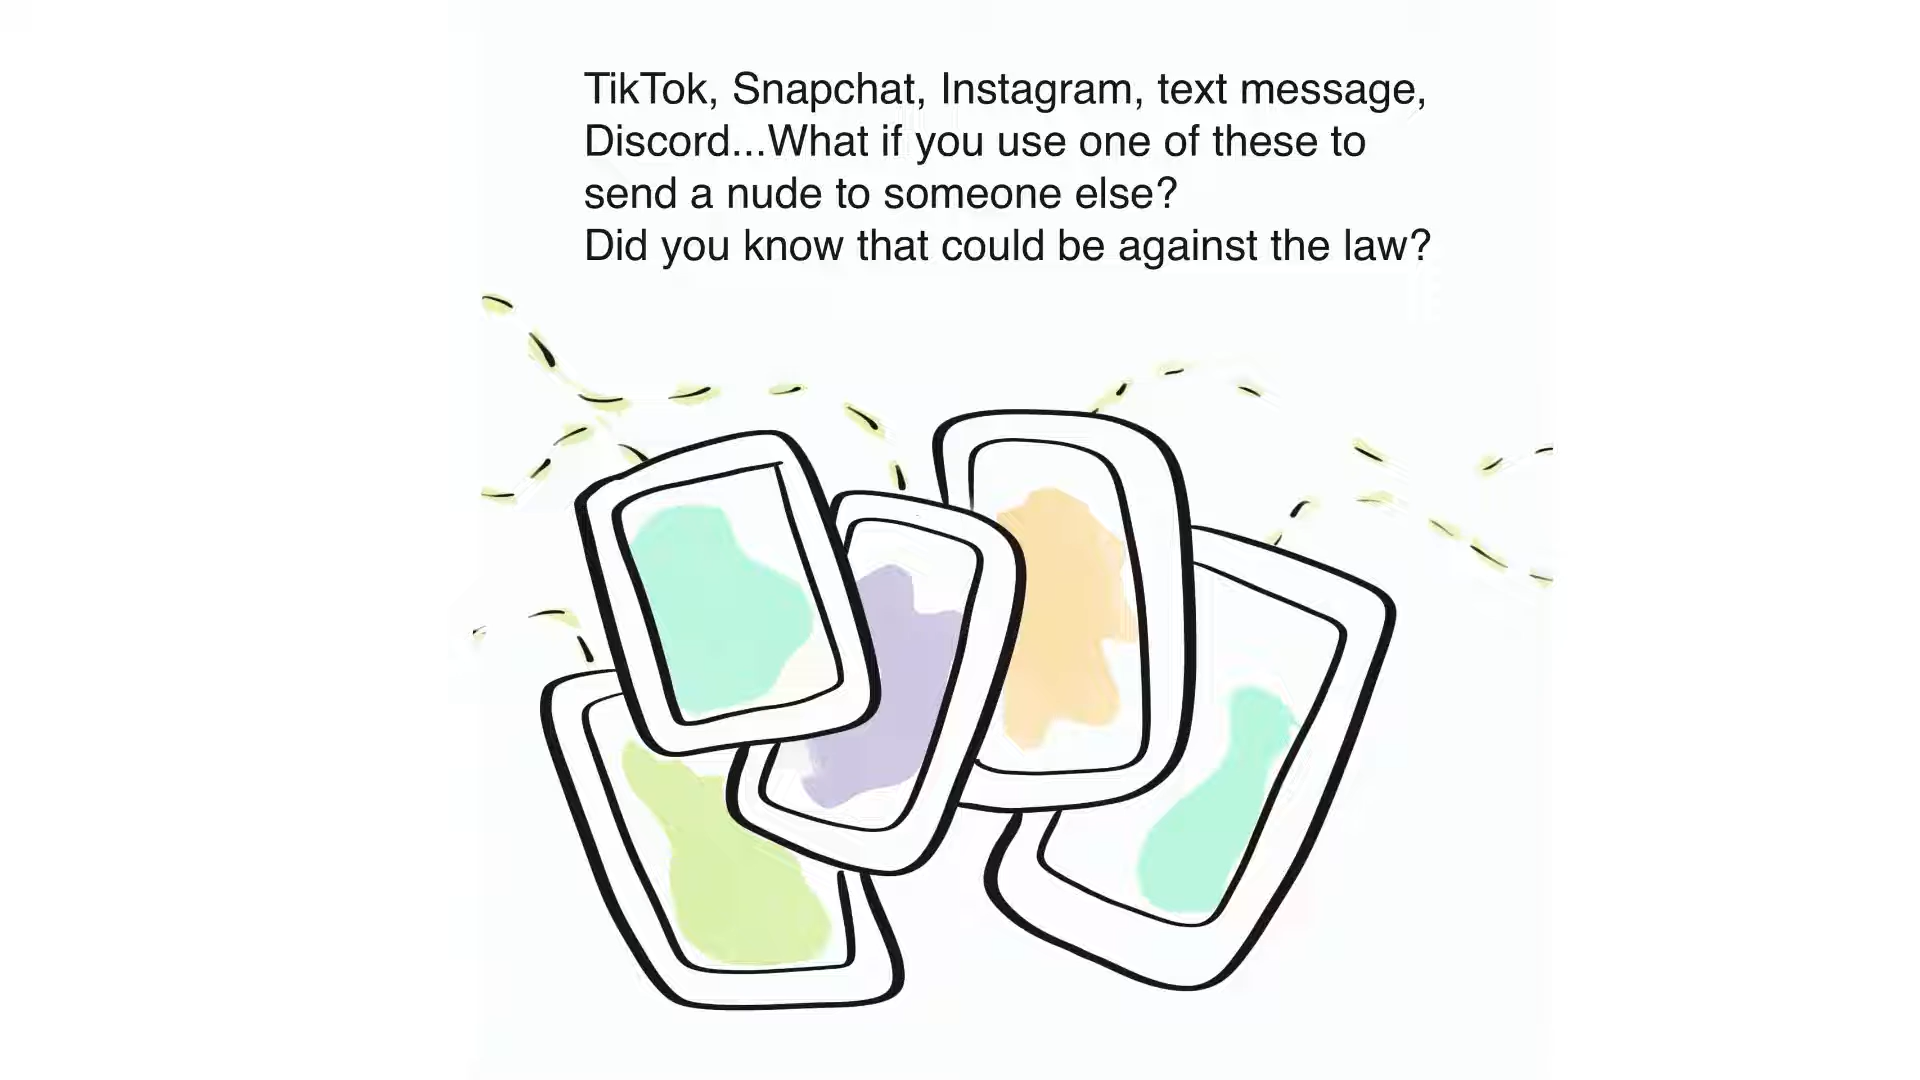 TikTok, Snapchat, Instagram, text message,
Discord...What if you use one of these to
send a nude to someone else?
Did you know that could be against the law?